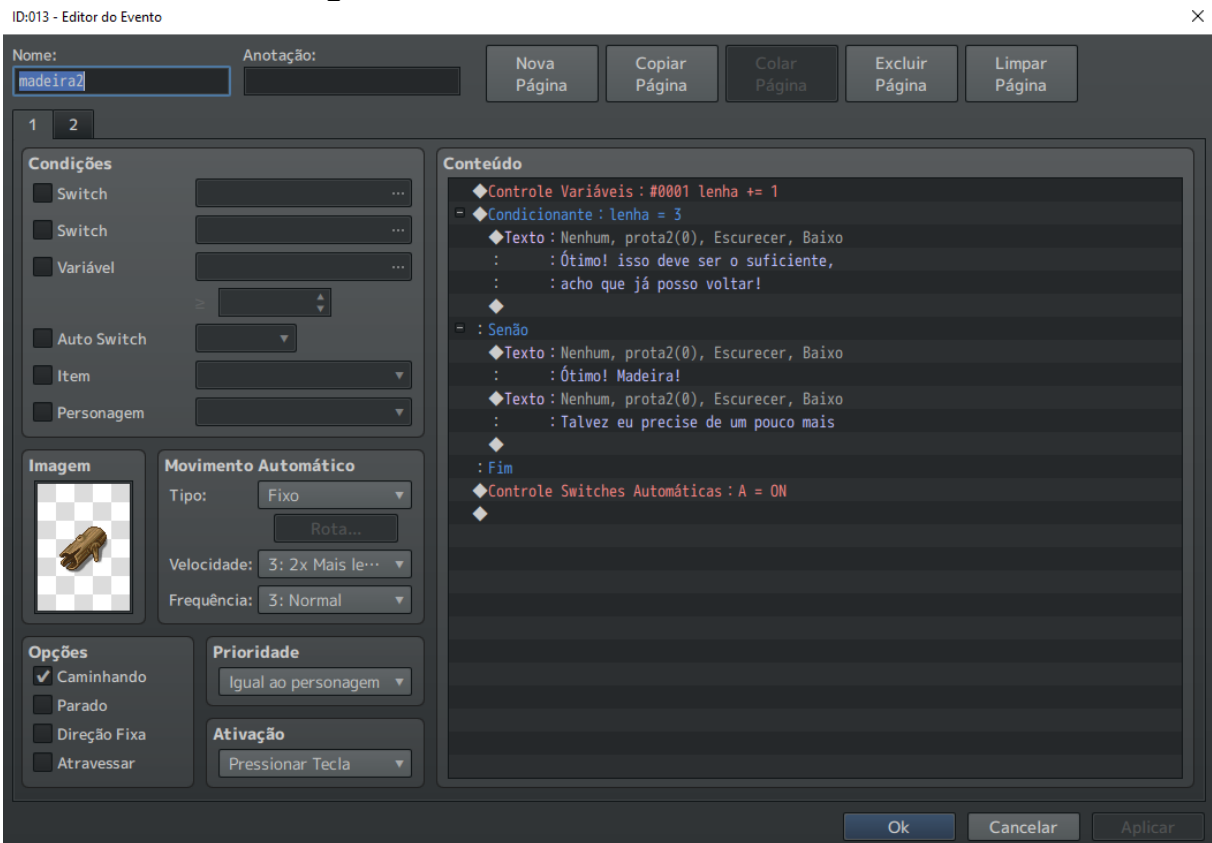 ID:013 - Editor do Evento
Nome:
Anotação:
madeira2
Nova Página
Copiar Página
Colar Página
Excluir Página
Limpar Página
1 2
Condições
Switch
Switch
Variável
≥
Auto Switch
Item
Personagem
Imagem
Movimento Automático
Tipo: Fixo
Rota...
Velocidade: 3: 2x Mais le…
Frequência: 3: Normal
Opções
Caminhando
Parado
Direção Fixa
Atravessar
Prioridade
Igual ao personagem
Ativação
Pressionar Tecla
Conteúdo
◆Controle Variáveis : #0001 lenha += 1
◆Condicionante : lenha = 3
◆Texto : Nenhum, prota2(0), Escurecer, Baixo
: : Ótimo! isso deve ser o suficiente,
: : acho que já posso voltar!
◆
: Senão
◆Texto : Nenhum, prota2(0), Escurecer, Baixo
: : Ótimo! Madeira!
◆Texto : Nenhum, prota2(0), Escurecer, Baixo
: : Talvez eu precise de um pouco mais
◆
: Fim
◆Controle Switches Automáticas : A = ON
◆
Ok
Cancelar
Aplicar